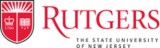 RUTGERS
THE STATE UNIVERSITY
OF NEW JERSEY